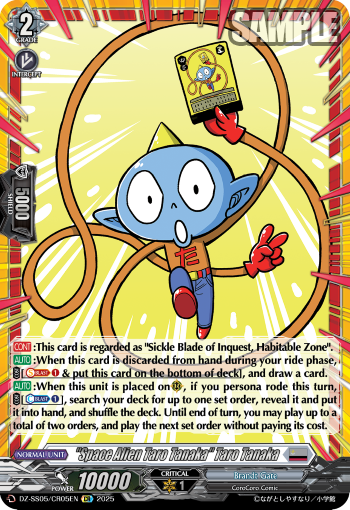 SAMPLE
2
GRADE
INTERCEPT
5000
SHIELD
CONT:This card is regarded as "Sickle Blade of Inquest, Habitable Zone".
AUTO:When this card is discarded from hand during your ride phase,
BLAST 1 & put this card on the bottom of deck], and draw a card.
AUTO:When this unit is placed on, if you persona rode this turn,
BLAST 1, search your deck for up to one set order, reveal it and put
it into hand, and shuffle the deck. Until end of turn, you may play up to a
total of two orders, and play the next set order without paying its cost.
NORMAL UNIT
"Space Alien Taro Tanaka" Taro Tanaka
POWER 10000
CRITICAL
1
Brandt Gate
CoroCoro Comic
DZ-SS05/CR05EN
2025
©ながとしやすなり/小学館